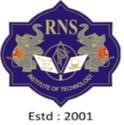 RNS
INSTITUTE OF TECHNOLOGY
Estd : 2001